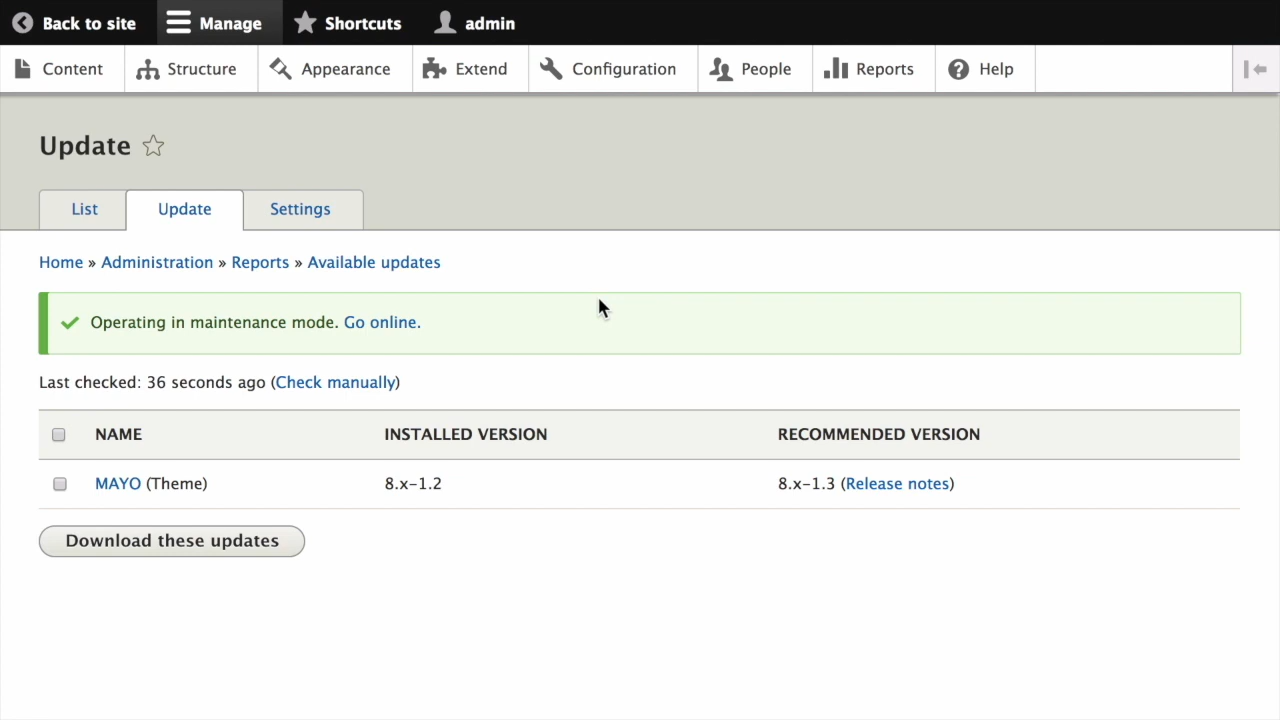 Back to site Manage Shortcuts admin
Content Structure Appearance Extend Configuration People Reports Help
Update
List Update Settings
Home » Administration » Reports » Available updates
Operating in maintenance mode. Go online.
Last checked: 36 seconds ago (Check manually)
NAME INSTALLED VERSION RECOMMENDED VERSION
MAYO (Theme) 8.x-1.2 8.x-1.3 (Release notes)
Download these updates